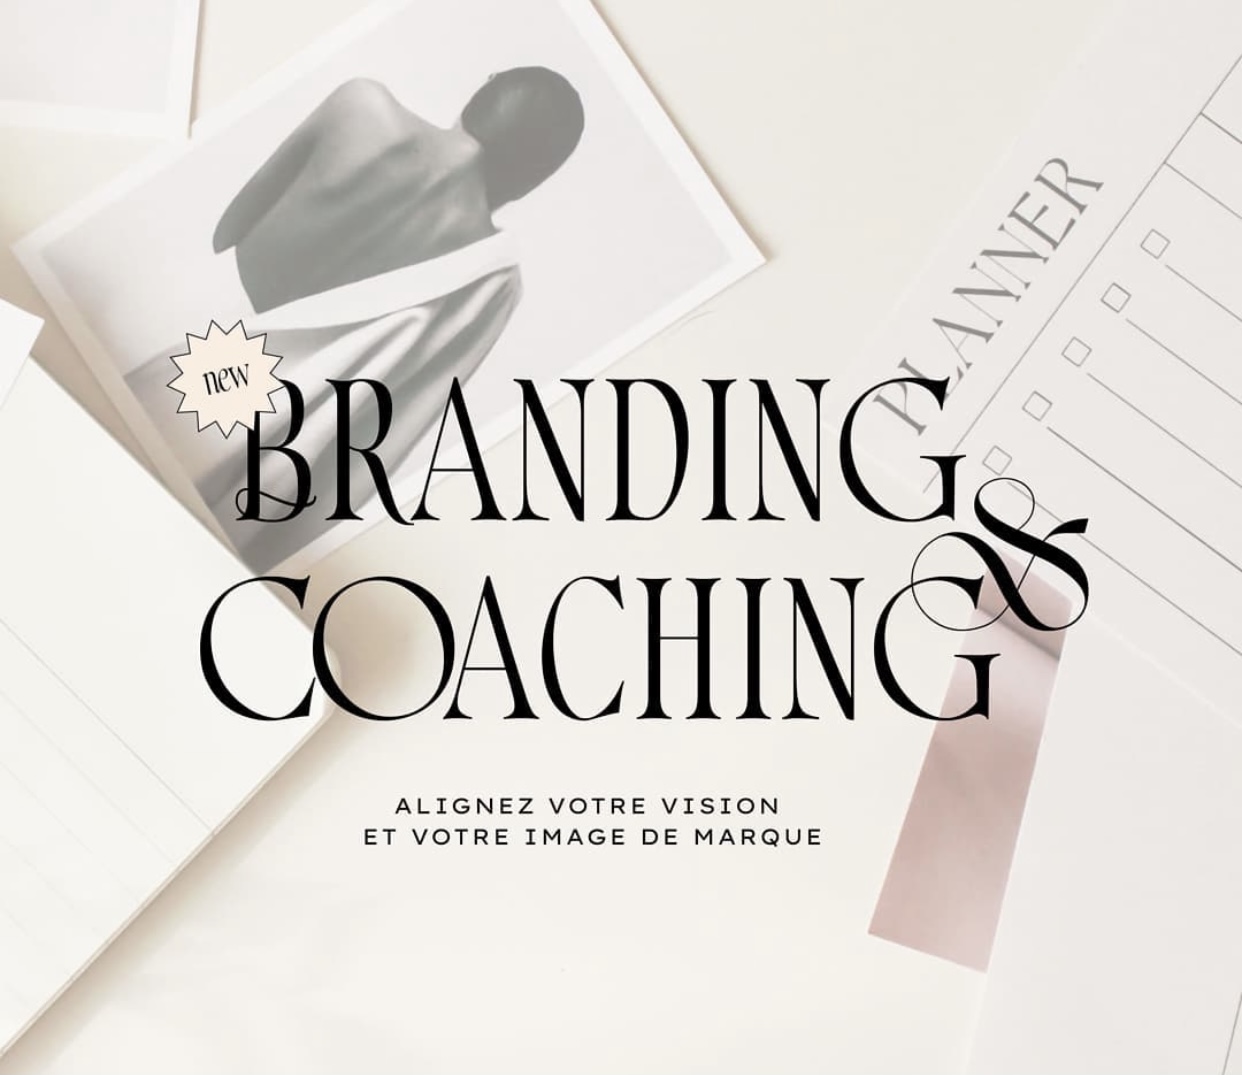 new
BRANDING
&
COACHING
ALIGNEZ VOTRE VISION
ET VOTRE IMAGE DE MARQUE
PLANNER